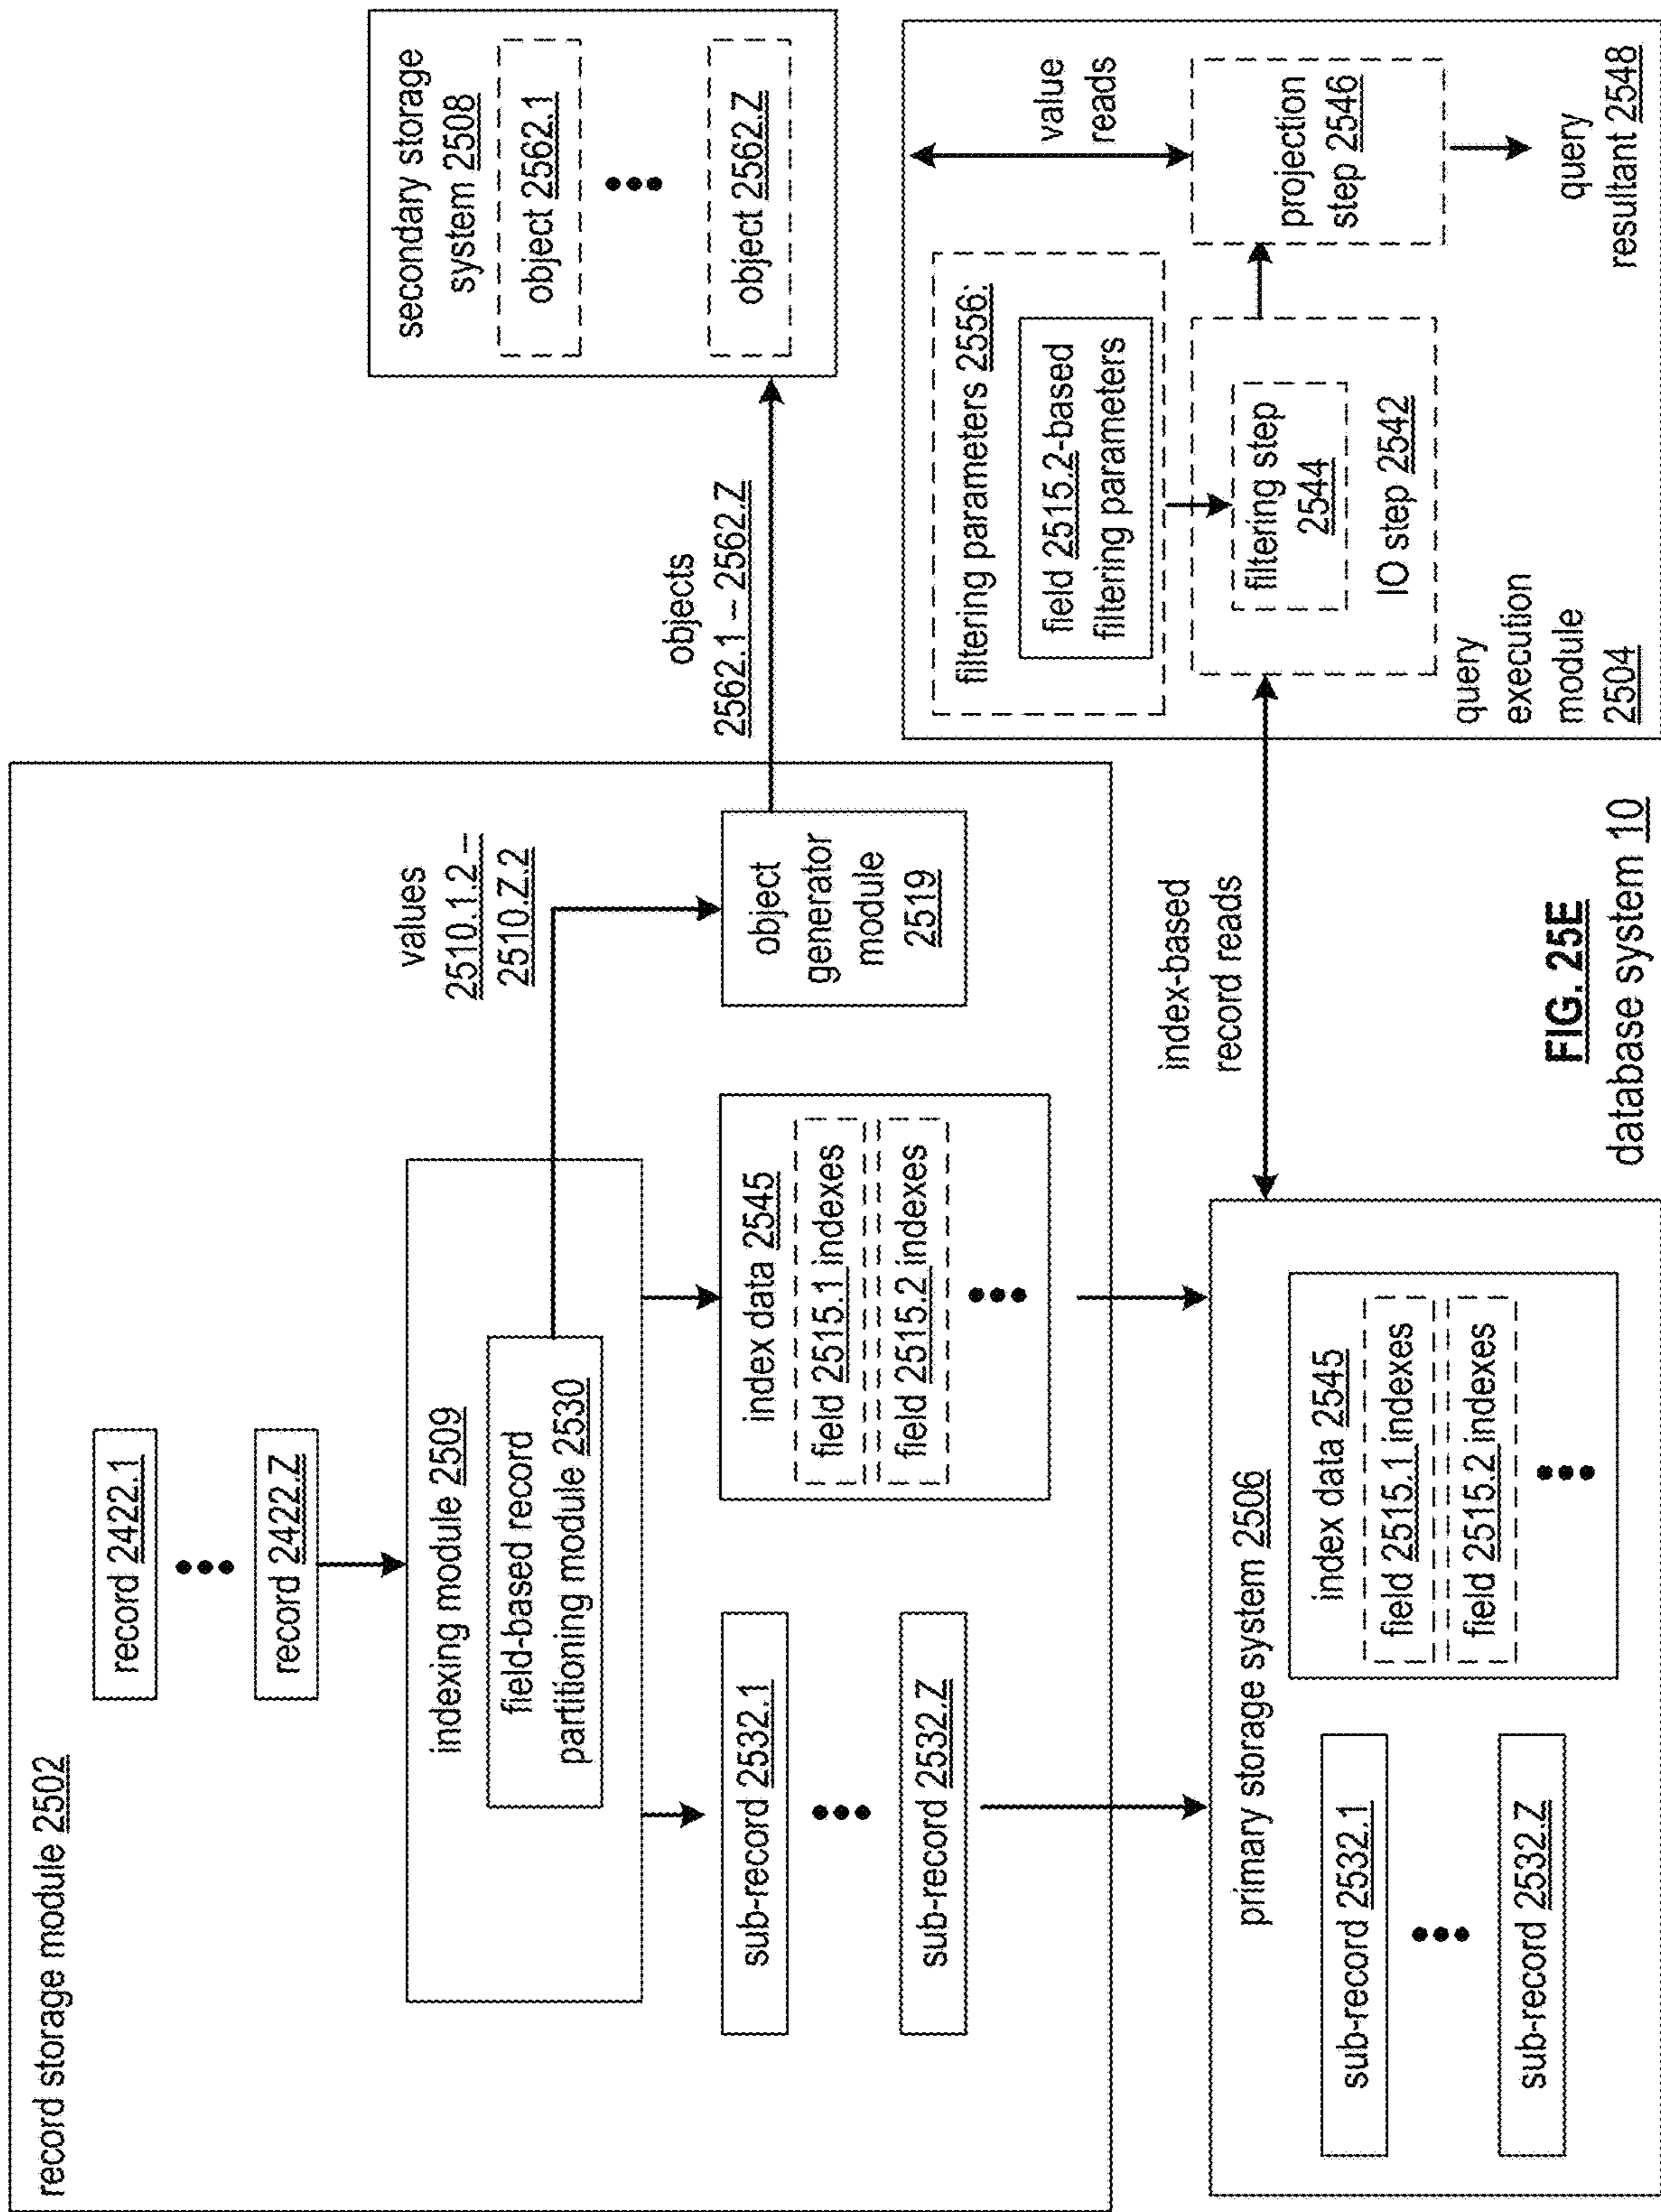 record storage module 2502
record 2422.1
record 2422.Z
indexing module 2509
field-based record
partitioning module 2530
values
2510.1.2 –
2510.Z.2
sub-record 2532.1
sub-record 2532.Z
index data 2545
field 2515.1 indexes
field 2515.2 indexes
object
generator
module
2519
objects
2562.1 – 2562.Z
secondary storage
system 2508
object 2562.1
object 2562.Z
primary storage system 2506
sub-record 2532.1
sub-record 2532.Z
index data 2545
field 2515.1 indexes
field 2515.2 indexes
index-based
record reads
filtering parameters 2556:
field 2515.2-based
filtering parameters
filtering step
2544
IO step 2542
query
execution
module
2504
value
reads
projection
step 2546
query
resultant 2548
FIG. 25E
database system 10